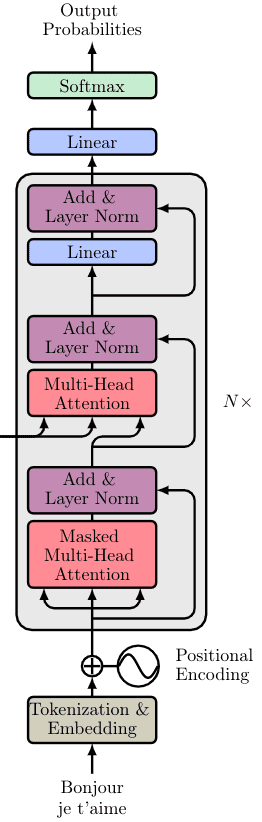 Output
Probabilities
Softmax
Linear
Add &
Layer Norm
Linear
Add &
Layer Norm
Multi-Head
Attention
N×
Add &
Layer Norm
Masked
Multi-Head
Attention
Positional
Encoding
Tokenization &
Embedding
Bonjour
je t'aime